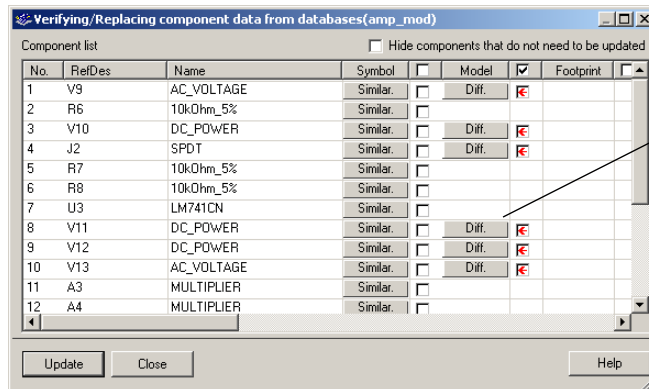 Verifying/Replacing component data from databases(amp_mod)
Component list Hide components that do not need to be updated
No. RefDes Name Symbol Model Footprint
1 V9 AC_VOLTAGE Similar. Diff.
2 R6 10kOhm_5% Similar.
3 V10 DC_POWER Similar. Diff.
4 J2 SPDT Similar. Diff.
5 R7 10kOhm_5% Similar.
6 R8 10kOhm_5% Similar.
7 U3 LM741CN Similar.
8 V11 DC_POWER Similar. Diff.
9 V12 DC_POWER Similar. Diff.
10 V13 AC_VOLTAGE Similar. Diff.
11 A3 MULTIPLIER Similar.
12 A4 MULTIPLIER Similar.
Update Close Help